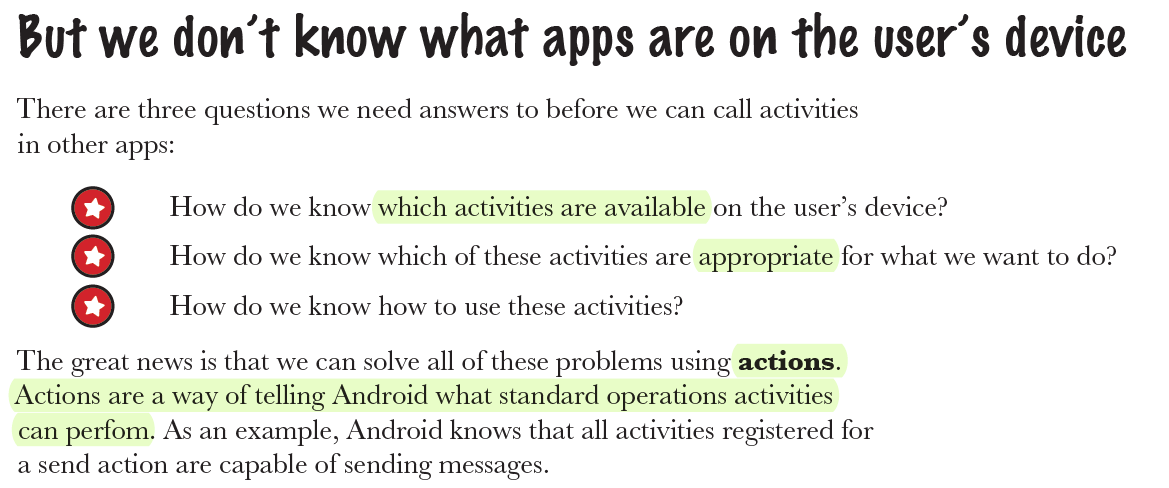 But we don't know what apps are on the user's device
There are three questions we need answers to before we can call activities
in other apps:
How do we know which activities are available on the user's device?
How do we know which of these activities are appropriate for what we want to do?
How do we know how to use these activities?
The great news is that we can solve all of these problems using actions.
Actions are a way of telling Android what standard operations activities
can perfom. As an example, Android knows that all activities registered for
a send action are capable of sending messages.